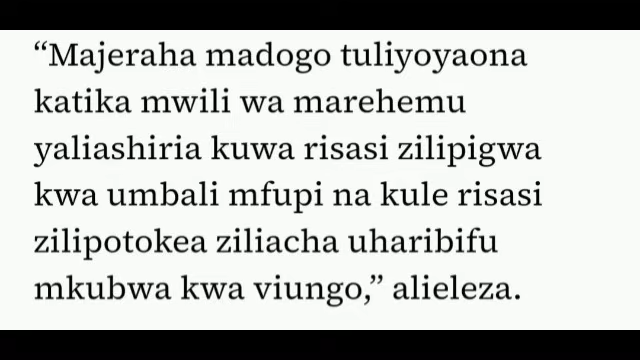 “Majeraha madogo tuliyoyaona
katika mwili wa marehemu
yaliashiria kuwa risasi zilipigwa
kwa umbali mfupi na kule risasi
zilipotokea ziliacha uharibifu
mkubwa kwa viungo,” alieleza.